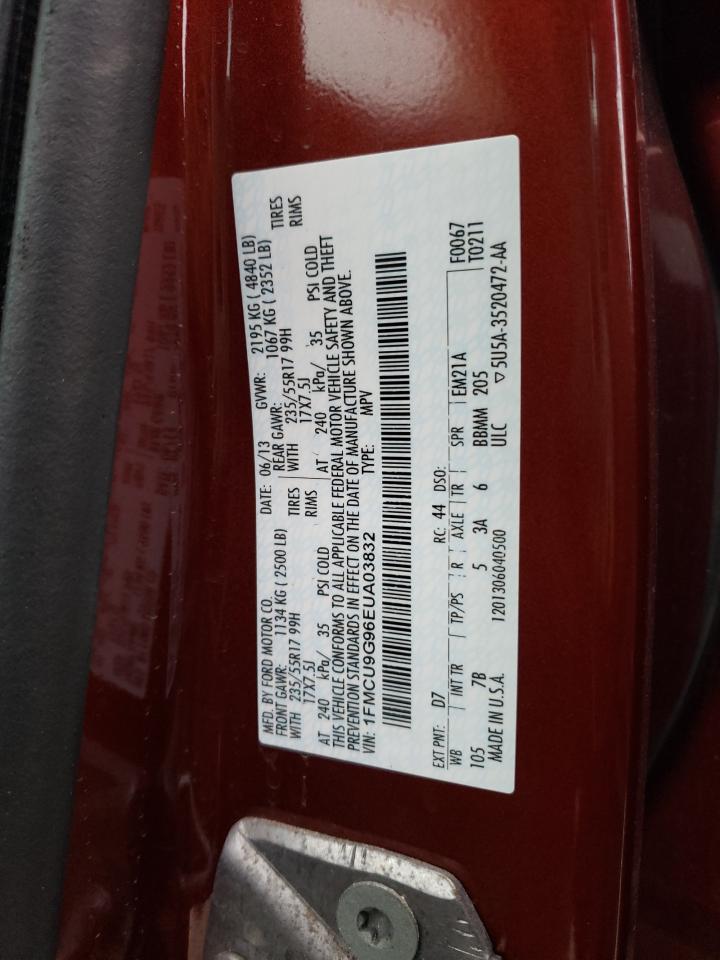 MFD. BY FORD MOTOR CO. DATE: 06/13 GVWR: 2195 KG ( 4840 LB)
FRONT GAWR: 1134 KG ( 2500 LB) REAR GAWR: 1067 KG ( 2352 LB)
WITH 235/55R17 99H TIRES WITH 235/55R17 99H TIRES
17X7.5J RIMS 17X7.5J RIMS
AT 240 kPa/ 35 PSI COLD AT 240 kPa/ 35 PSI COLD
THIS VEHICLE CONFORMS TO ALL APPLICABLE FEDERAL MOTOR VEHICLE SAFETY AND THEFT
PREVENTION STANDARDS IN EFFECT ON THE DATE OF MANUFACTURE SHOWN ABOVE.
VIN: 1FMCU9G96EUA03832 TYPE: MPV
EXT PNT: D7 RC: 44 DSO: F0067
WB INT TR TP/PS R AXLE TR SPR EM21A T0211
105 7B 5 3A 6 BBMM 205
MADE IN U.S.A. 1201306040500 ULC ▽5U5A-3520472-AA